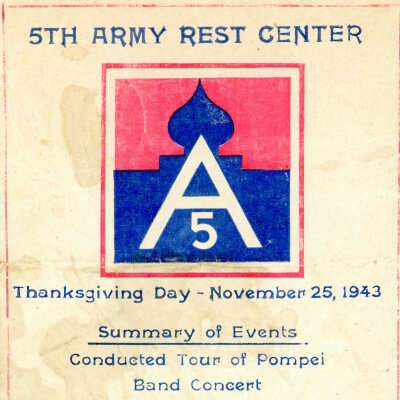 5TH ARMY REST CENTER
A
5
Thanksgiving Day - November 25, 1943
Summary of Events
Conducted Tour of Pompei
Band Concert